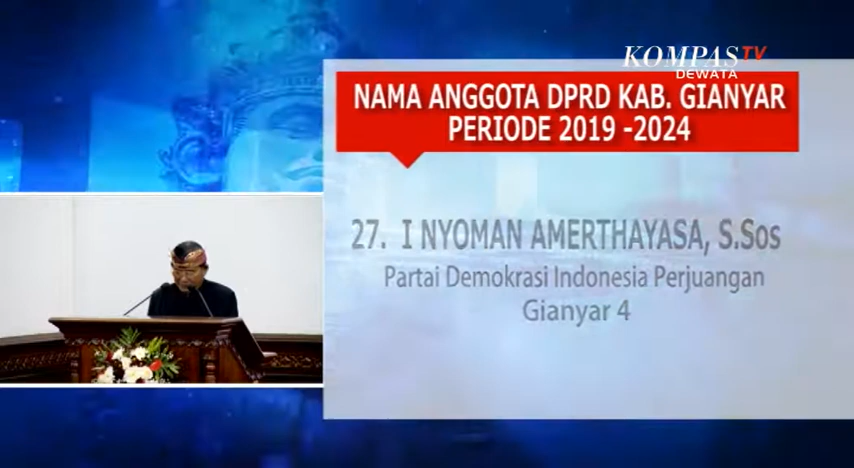 KOMPAS TV
DEWATA
NAMA ANGGOTA DPRD KAB. GIANYAR
PERIODE 2019 -2024
27. I NYOMAN AMERTHAYASA, S.Sos
Partai Demokrasi Indonesia Perjuangan
Gianyar 4